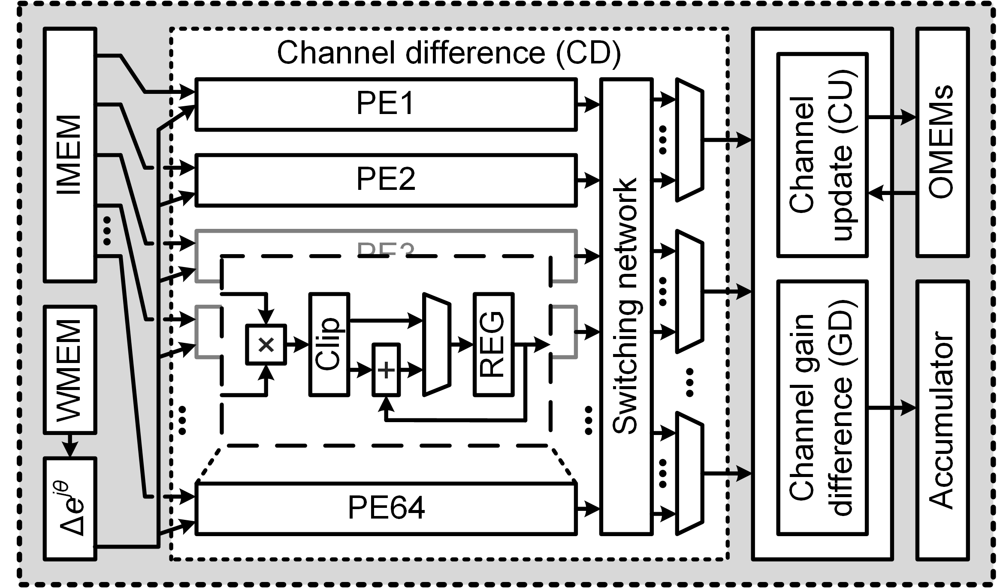 Channel difference (CD)
IMEM
WMEM
Δe^jθ
PE1
PE2
PE3
×
Clip
+
REG
PE64
Switching network
Channel
update (CU)
Channel gain
difference (GD)
OMEMs
Accumulator